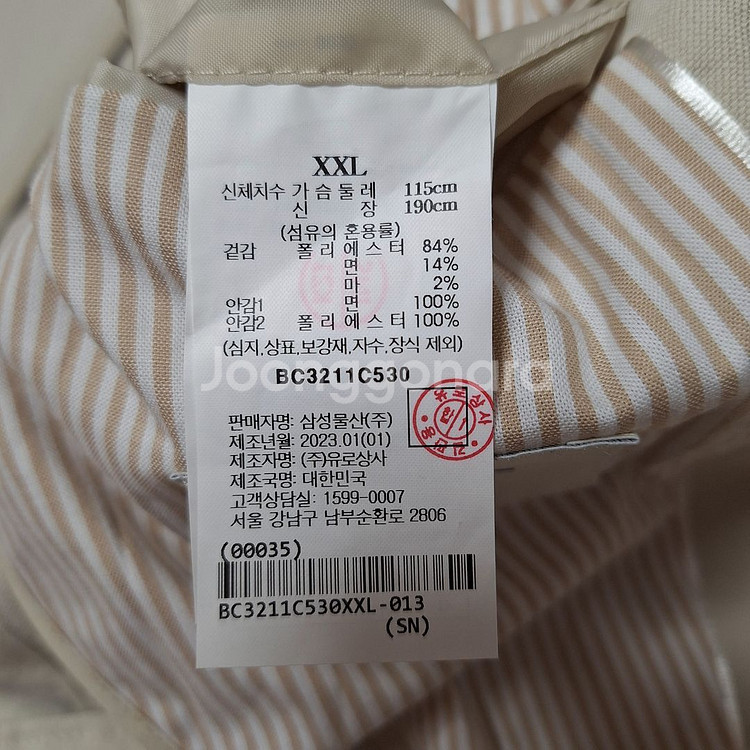 XXL
신체치수 가 슴 둘 레 115cm
신 장 190cm
(섬유의 혼용률)
겉감 폴 리 에 스 터 84%
면 14%
마 2%
안감1 면 100%
안감2 폴 리 에 스 터 100%
(심지,상표,보강재,자수,장식 제외)
BC3211C530
Joonggonara
판매자명: 삼성물산(주)
제조년월: 2023.01(01)
제조자명: (주)유로상사
제조국명: 대한민국
고객상담실: 1599-0007
서울 강남구 남부순환로 2806
(00035)
BC3211C530XXL-013
(SN)